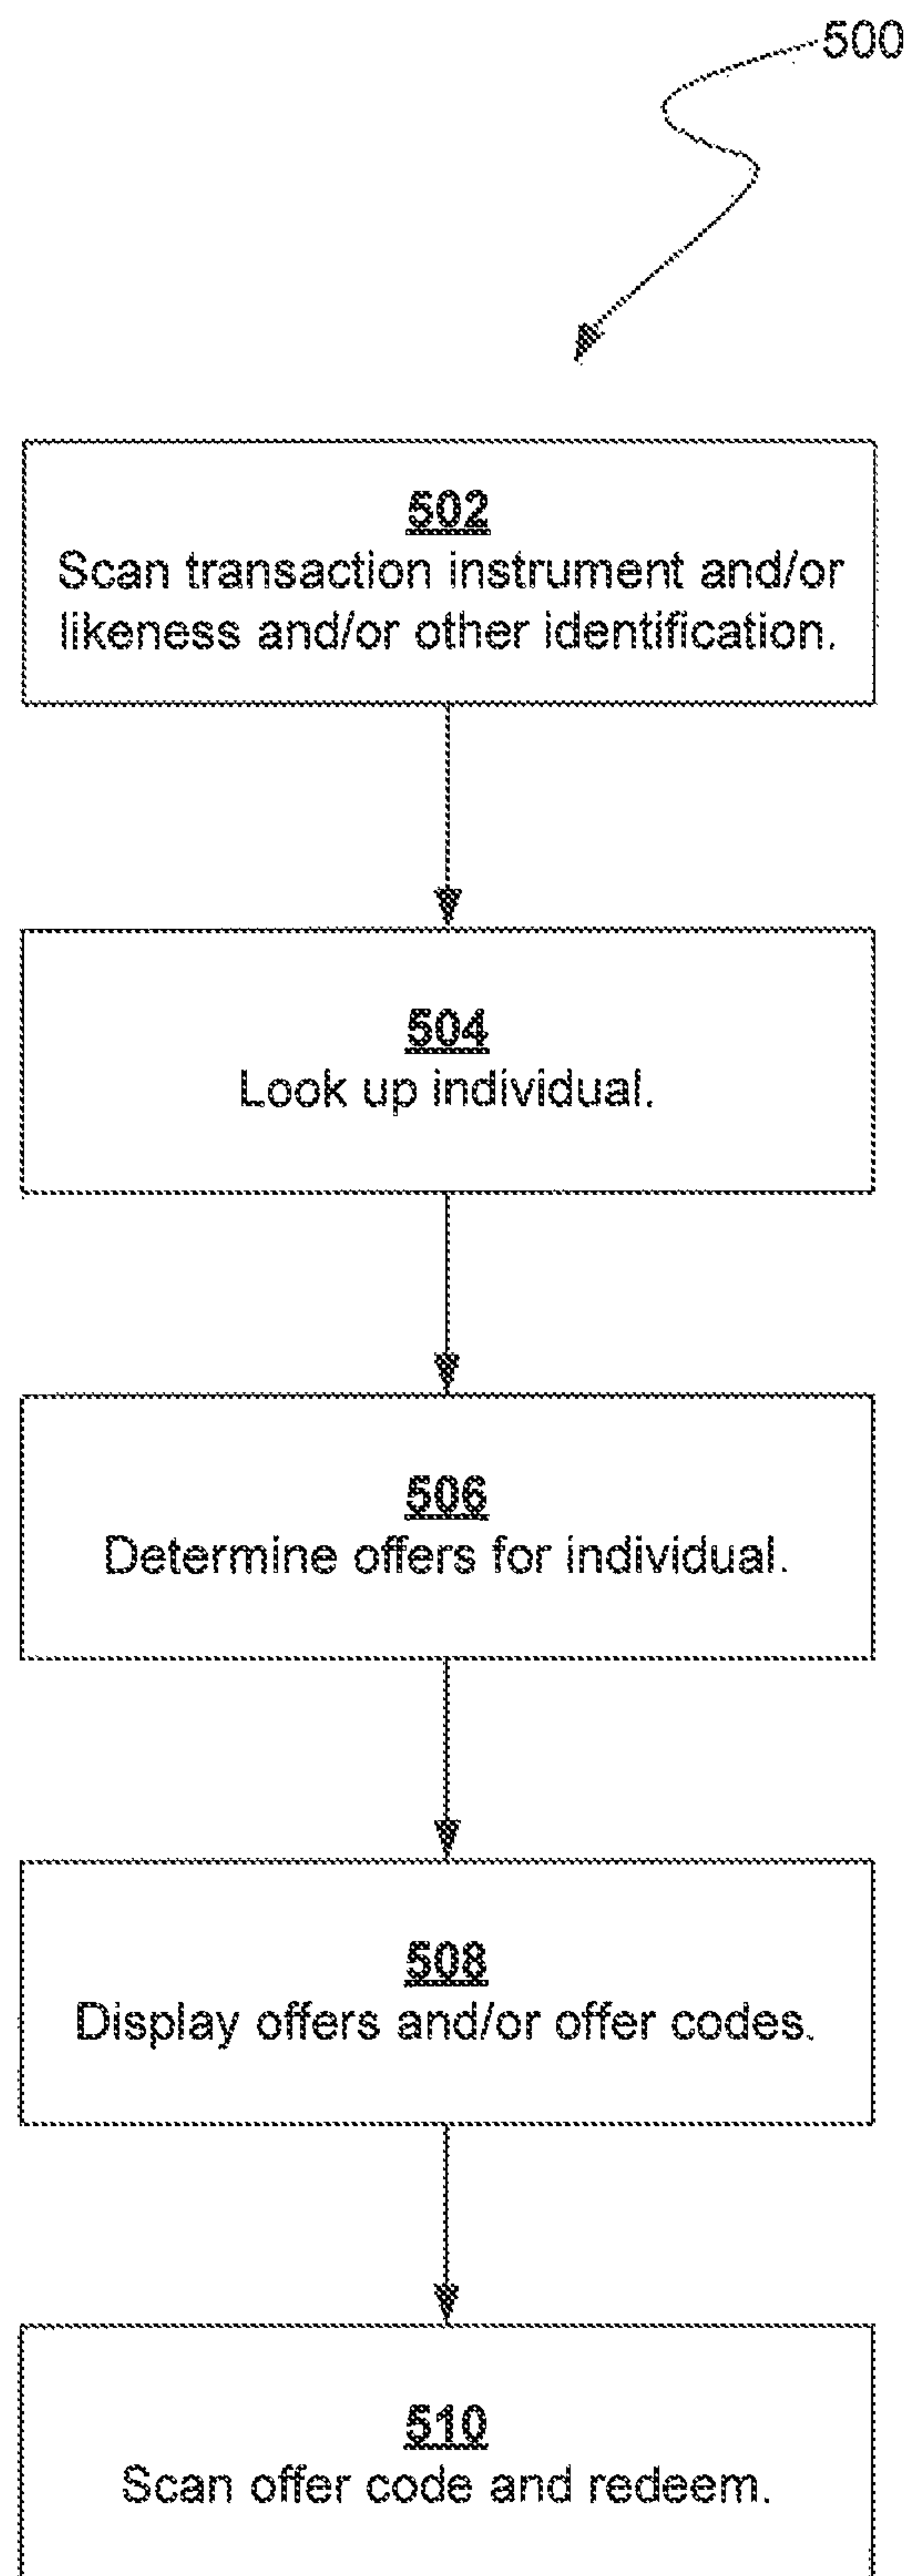 500
502
Scan transaction instrument and/or
likeness and/or other identification.
504
Look up individual.
506
Determine offers for individual.
508
Display offers and/or offer codes.
510
Scan offer code and redeem.